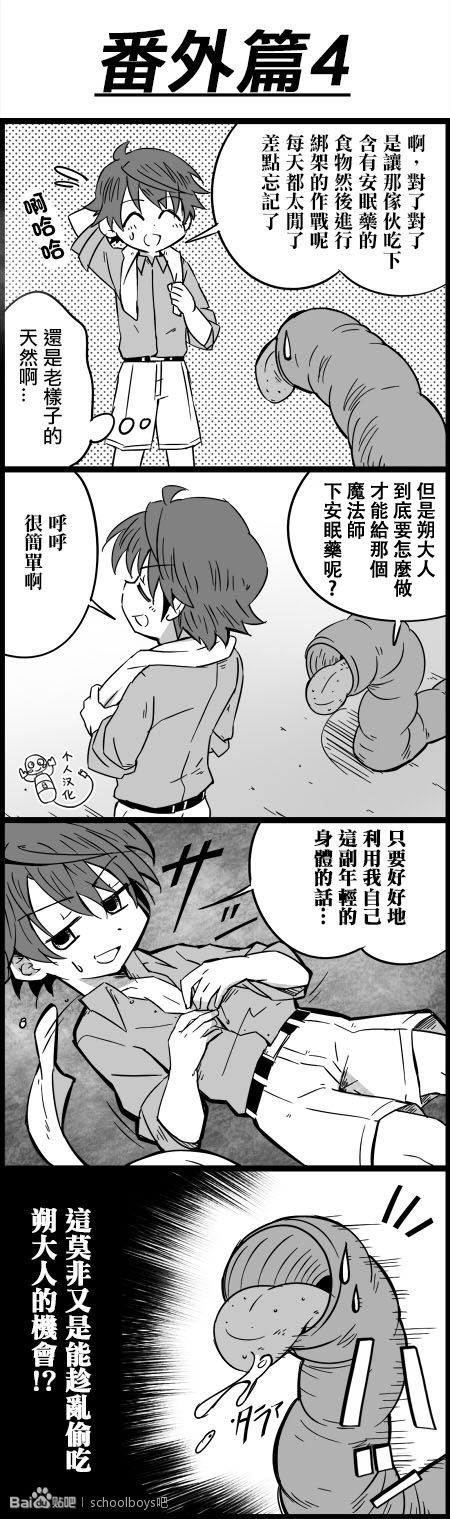 番外篇4
啊，對了對了
是讓那傢伙吃下
含有安眠藥的
食物然後進行
綁架的作戰呢
每天都太閒了
差點忘記了
啊哈哈
還是老樣子的
天然啊…
但是朔大人
到底要怎麼做
才能給那個
魔法師
下安眠藥呢？
呼呼
很簡單啊
个人汉化
只要好好地
利用我自己
這副年輕的
身體的話…
這莫非又是能趁亂偷吃
朔大人的機會!?
タラァ
Bai du 贴吧 | schoolboys吧